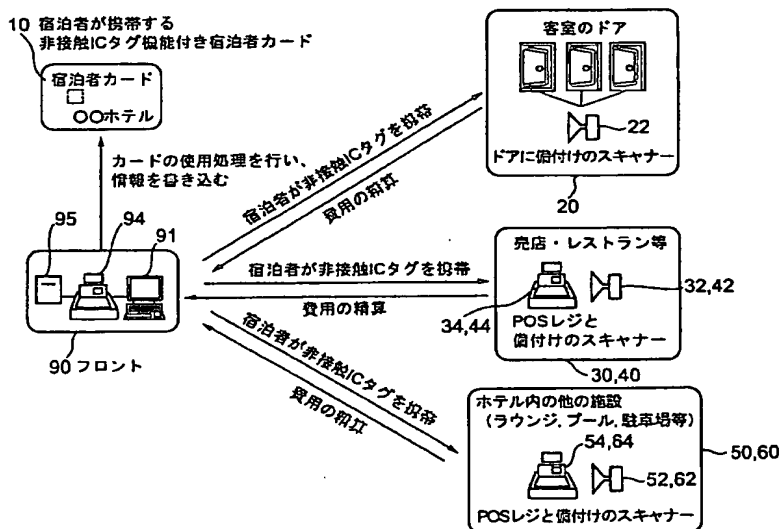 10 宿泊者が携帯する
非接触ICタグ機能付き宿泊者カード
宿泊者カード
○○ホテル
カードの使用処理を行い、
情報を書き込む
95
94
91
90 フロント
宿泊者が非接触ICタグを携帯
費用の精算
客室のドア
22
ドアに備付けのスキャナー
20
宿泊者が非接触ICタグを携帯
費用の精算
売店・レストラン等
32,42
34,44
POSレジと
備付けのスキャナー
30,40
宿泊者が非接触ICタグを携帯
費用の精算
ホテル内の他の施設
(ラウンジ, プール, 駐車場等)
54,64
50,60
52,62
POSレジと備付けのスキャナー